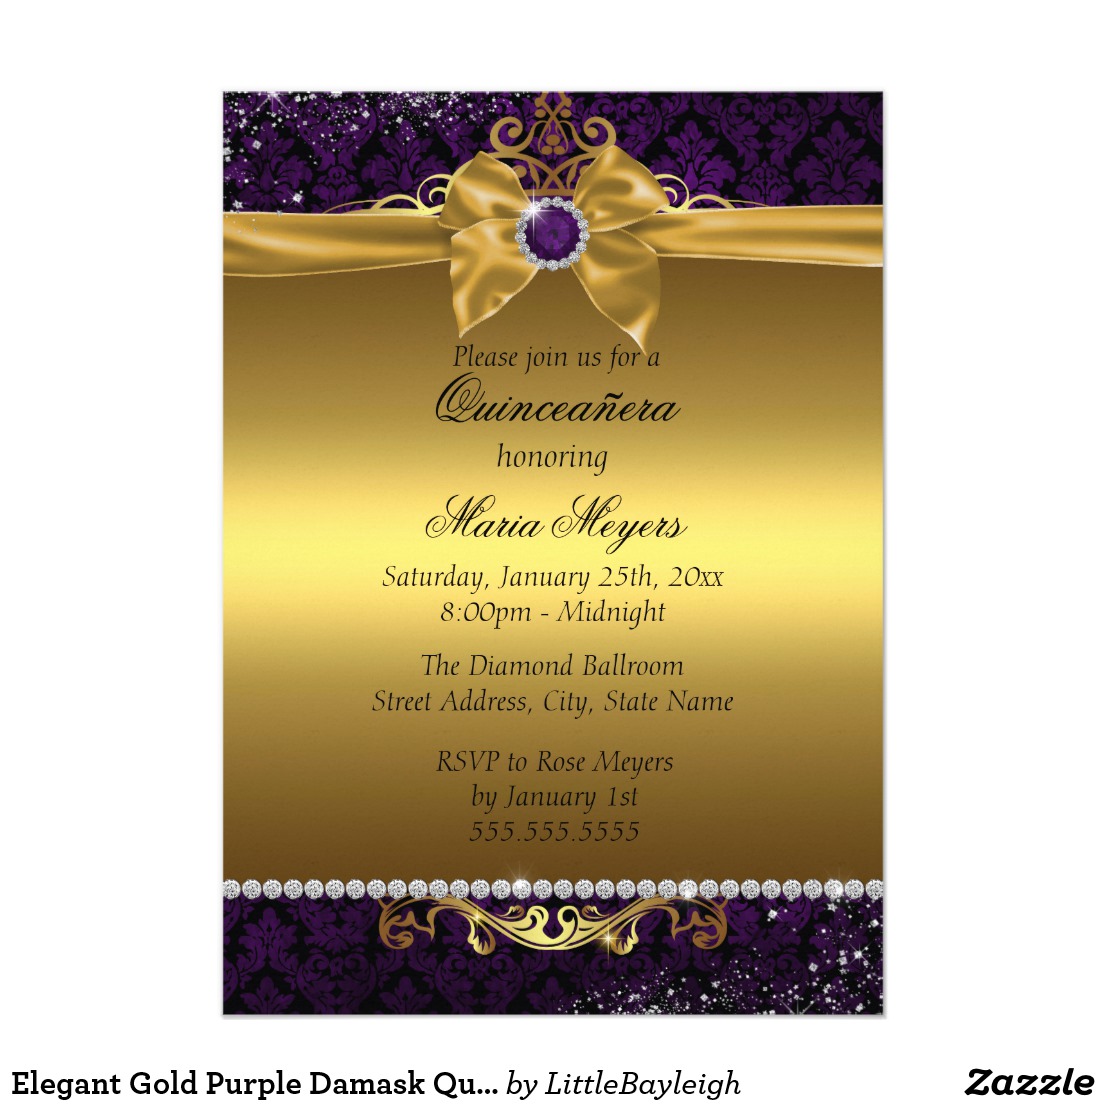 Please join us for a
Quinceañera
honoring
Maria Meyers
Saturday, January 25th, 20xx
8:00pm - Midnight
The Diamond Ballroom
Street Address, City, State Name
RSVP to Rose Meyers
by January 1st
555.555.5555
Elegant Gold Purple Damask Qu... by LittleBayleigh
Zazzle